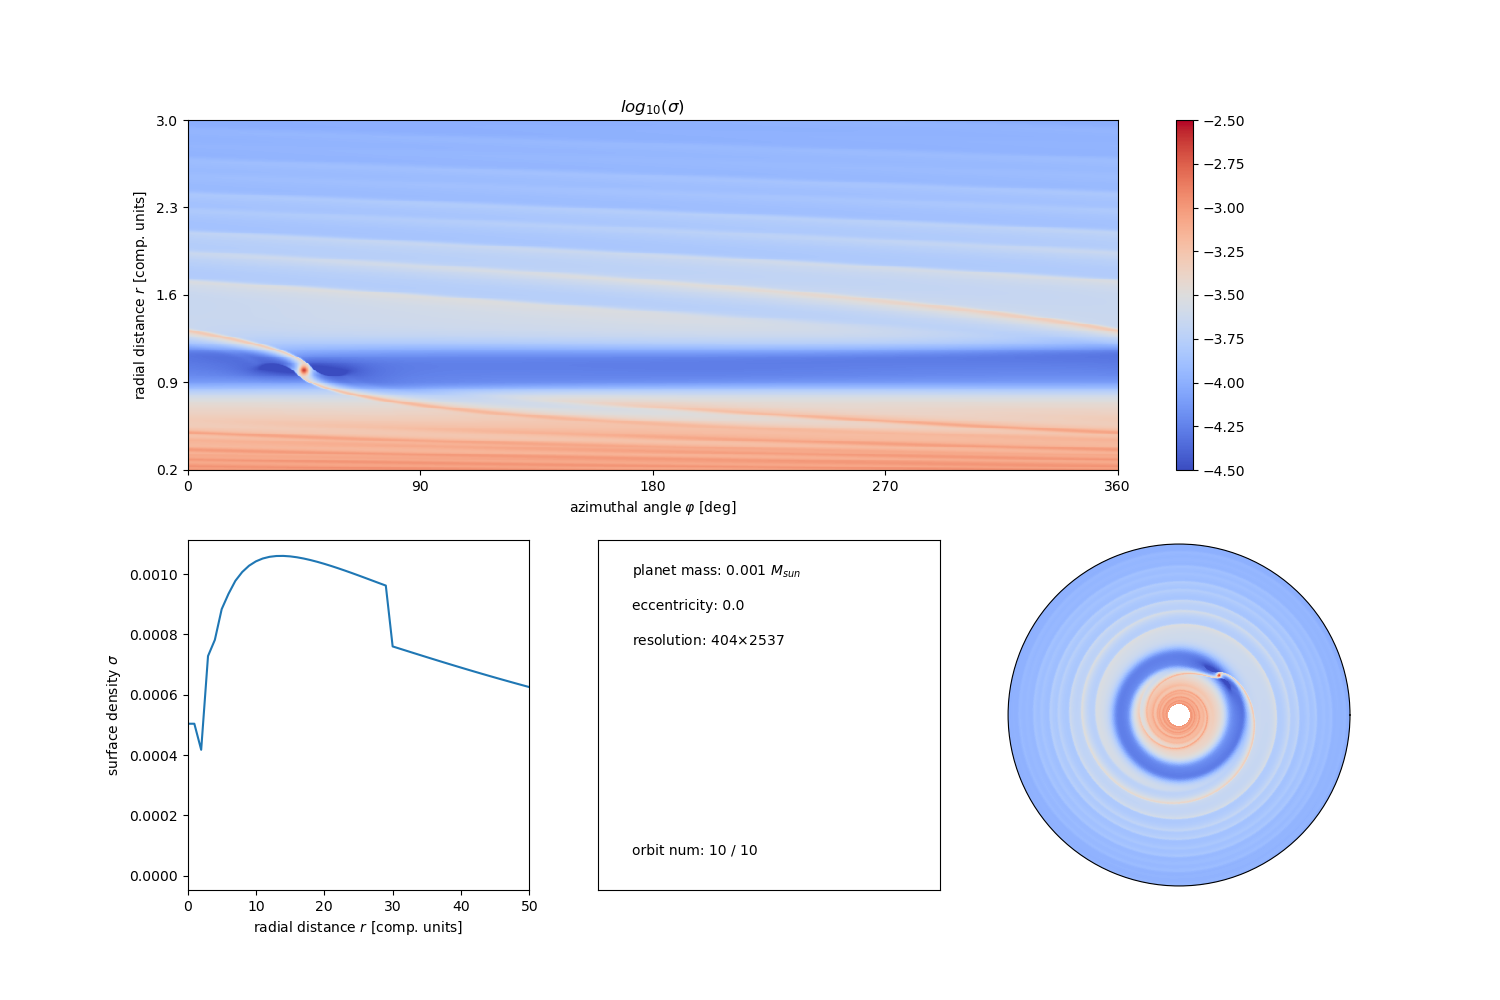 log₁₀(σ)
3.0
2.3
1.6
0.9
0.2
radial distance r [comp. units]
0 90 180 270 360
azimuthal angle φ [deg]
−2.50
−2.75
−3.00
−3.25
−3.50
−3.75
−4.00
−4.25
−4.50
0.0010
0.0008
0.0006
0.0004
0.0002
0.0000
surface density σ
0 10 20 30 40 50
radial distance r [comp. units]
planet mass: 0.001 M_sun
eccentricity: 0.0
resolution: 404×2537
orbit num: 10 / 10